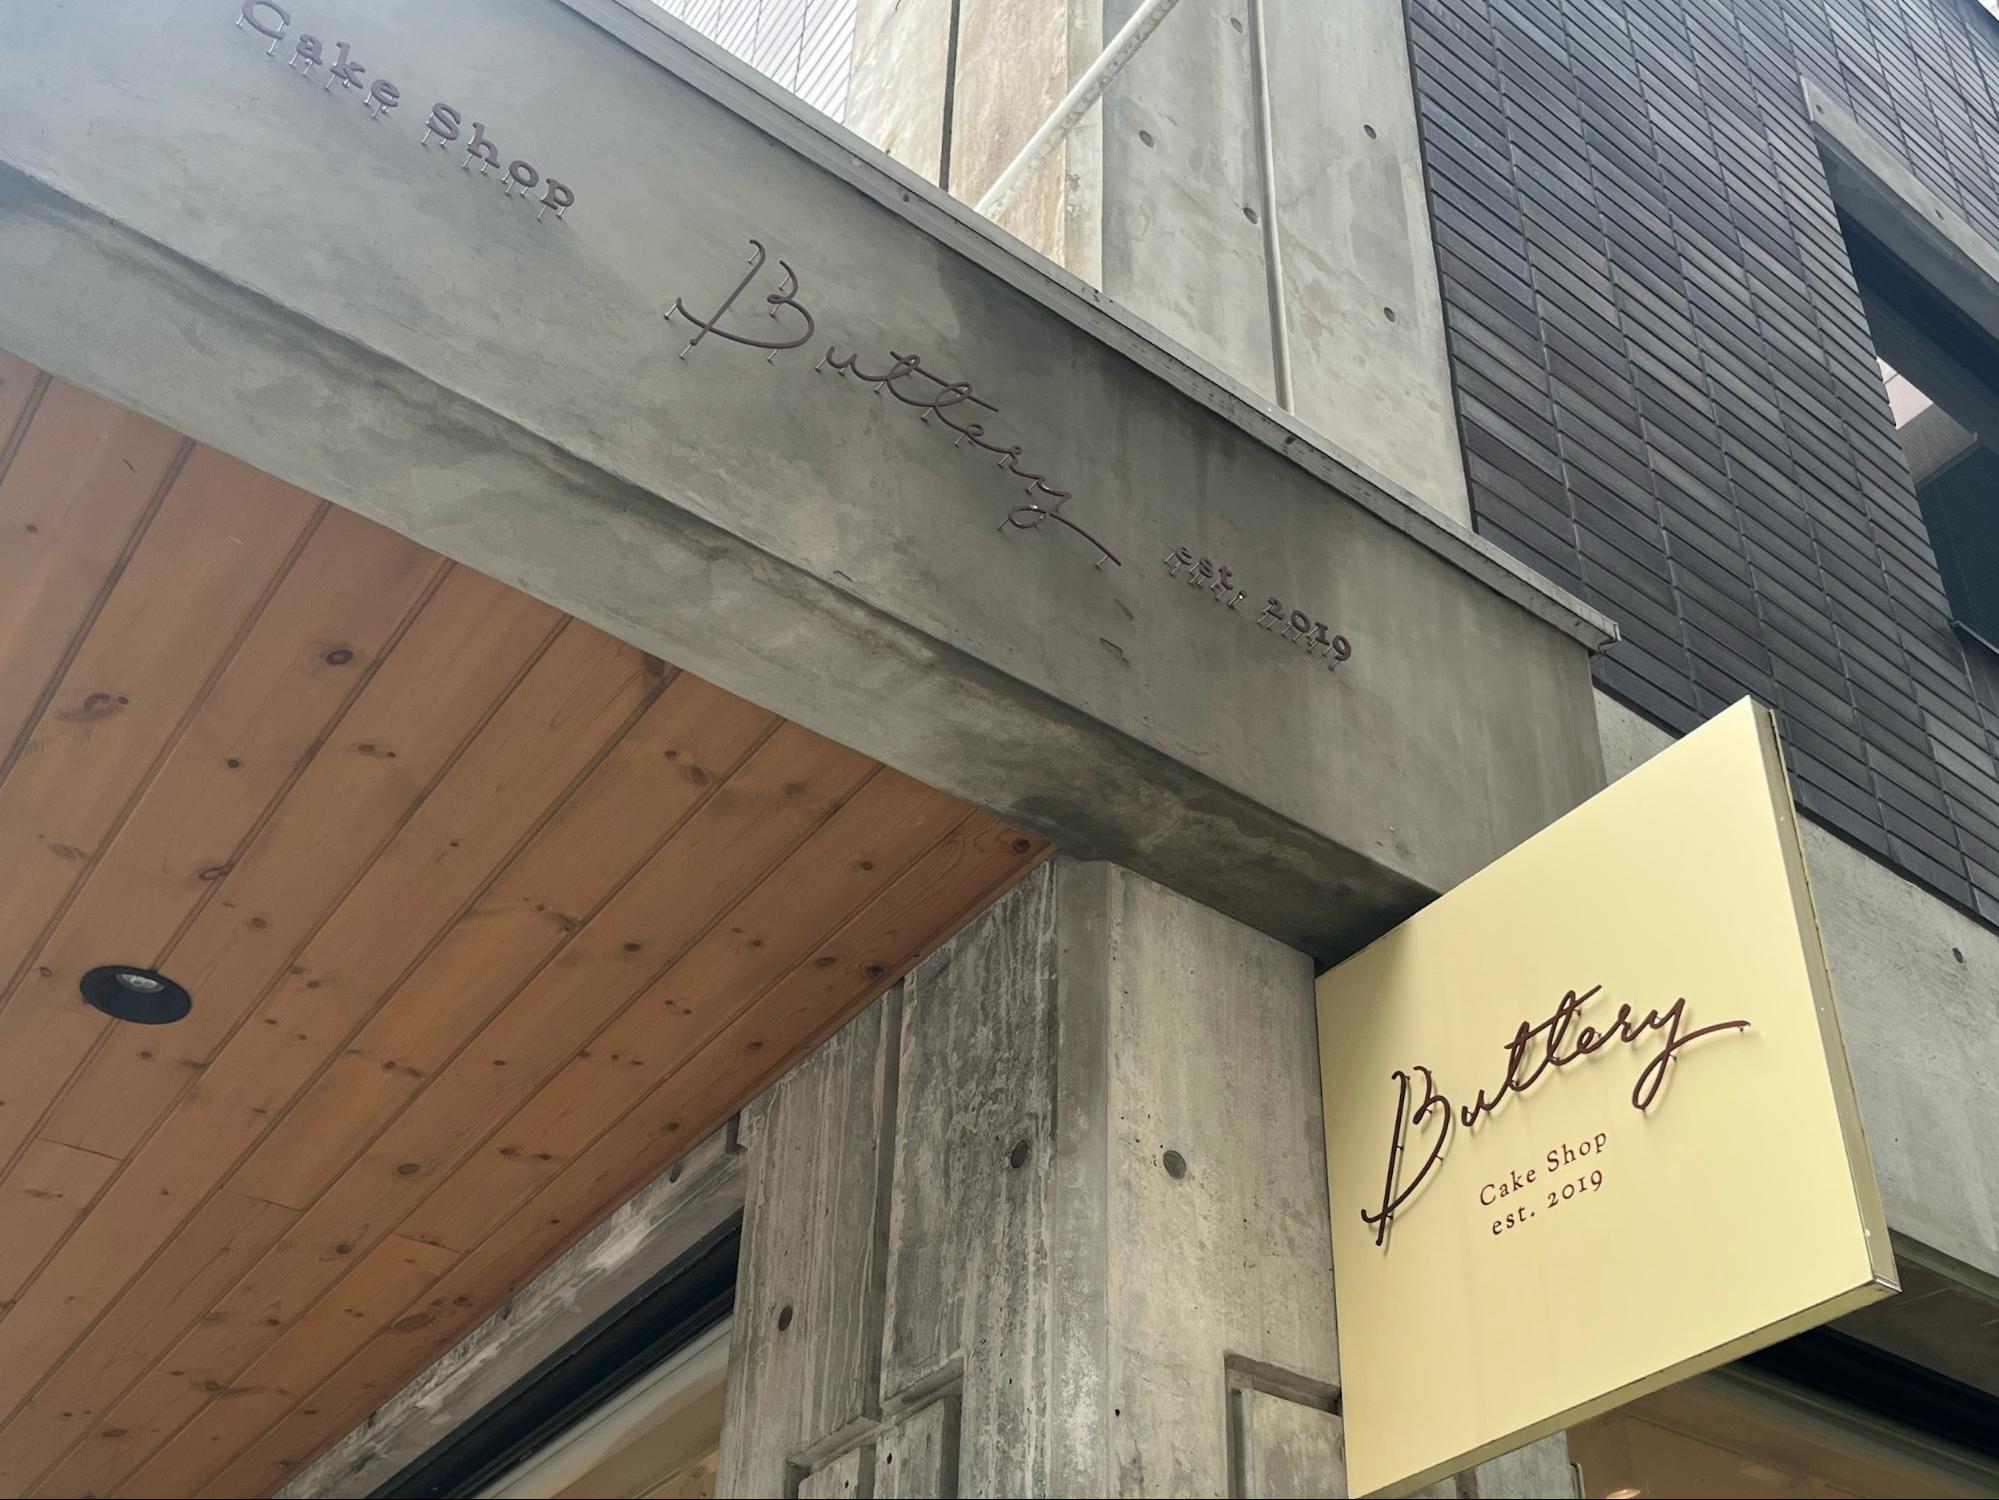 Cake Shop Buttery est. 2019
Buttery
Cake Shop
est. 2019